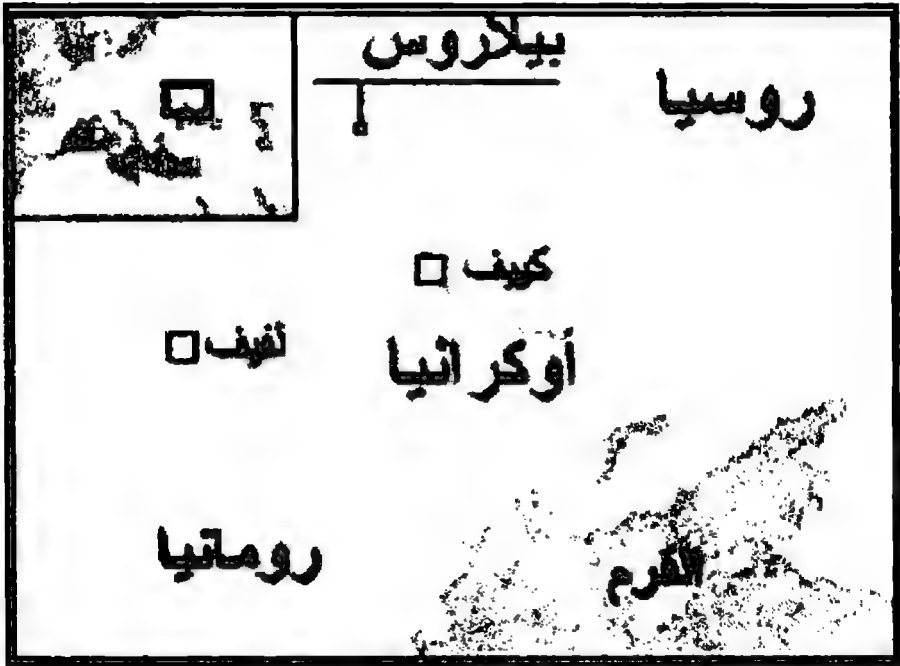 بيلاروس
روسيا
كييف
لفيف
أوكرانيا
رومانيا
القرم